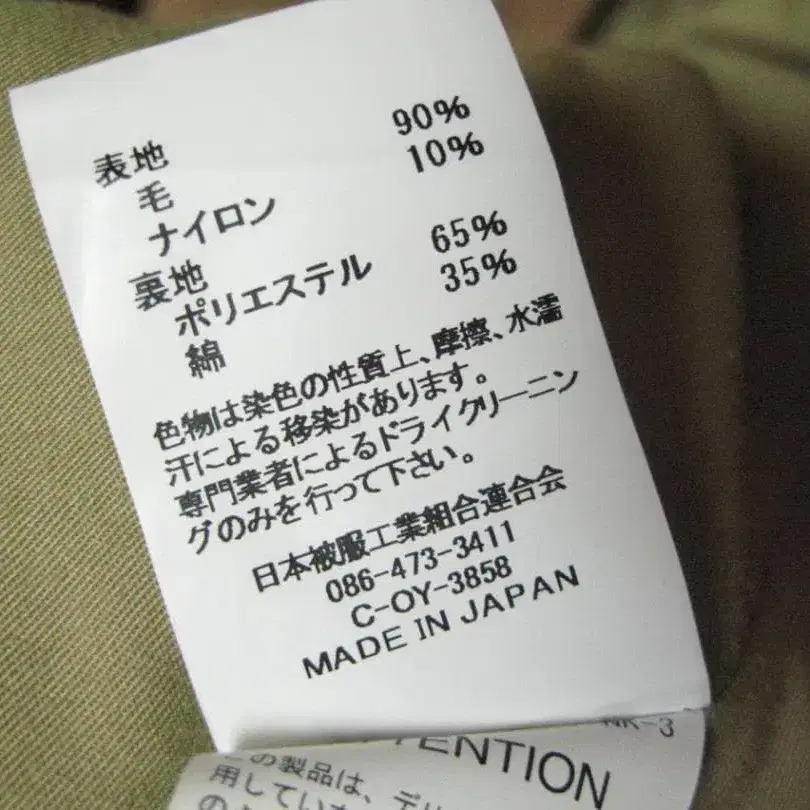 表地
毛 90%
ナイロン 10%
裏地
ポリエステル 65%
綿 35%
色物は染色の性質上、摩擦、水濡
汗による移染があります。
専門業者によるドライクリーニン
グのみを行って下さい。
日本被服工業組合連合会
086-473-3411
C-OY-3858
MADE IN JAPAN
NK-3
TENTION
の製品は、デ
用してい